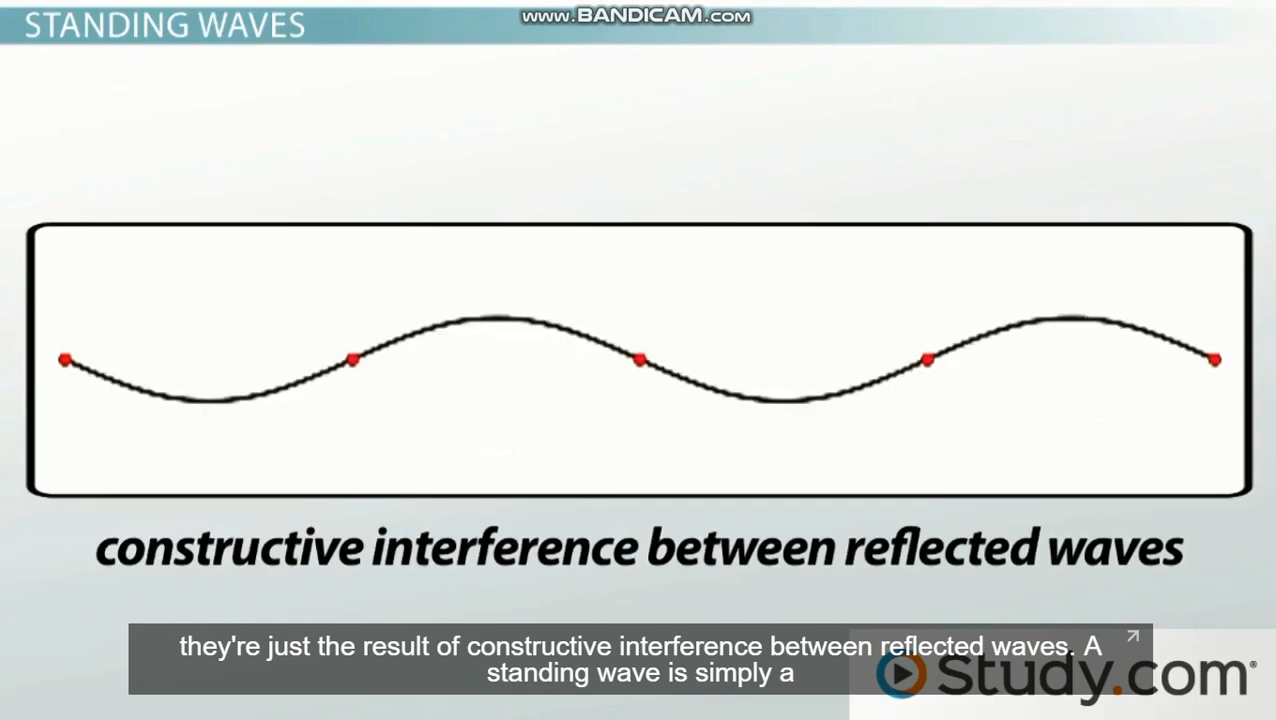 STANDING WAVES
www.BANDICAM.com
constructive interference between reflected waves
they're just the result of constructive interference between reflected waves. A
standing wave is simply a
Study.com®